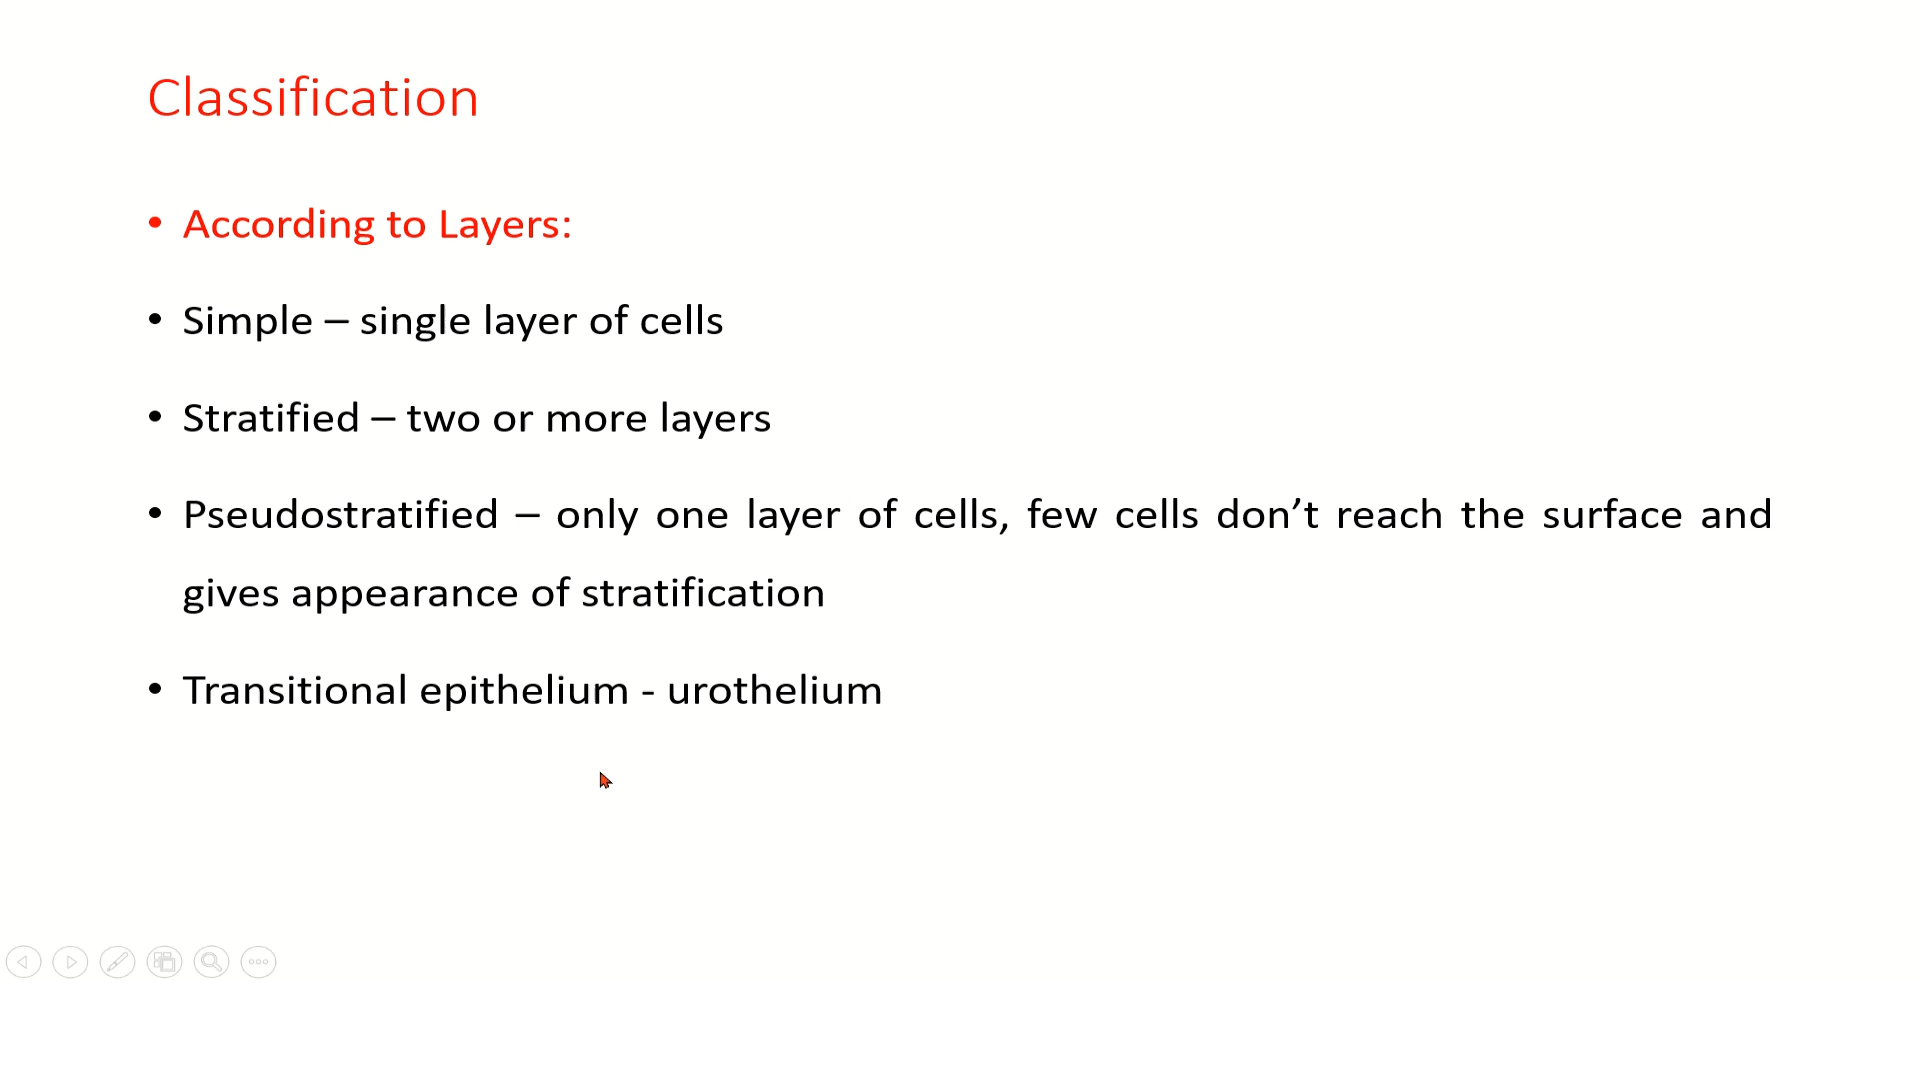 Classification
• According to Layers:
• Simple – single layer of cells
• Stratified – two or more layers
• Pseudostratified – only one layer of cells, few cells don’t reach the surface and
gives appearance of stratification
• Transitional epithelium - urothelium